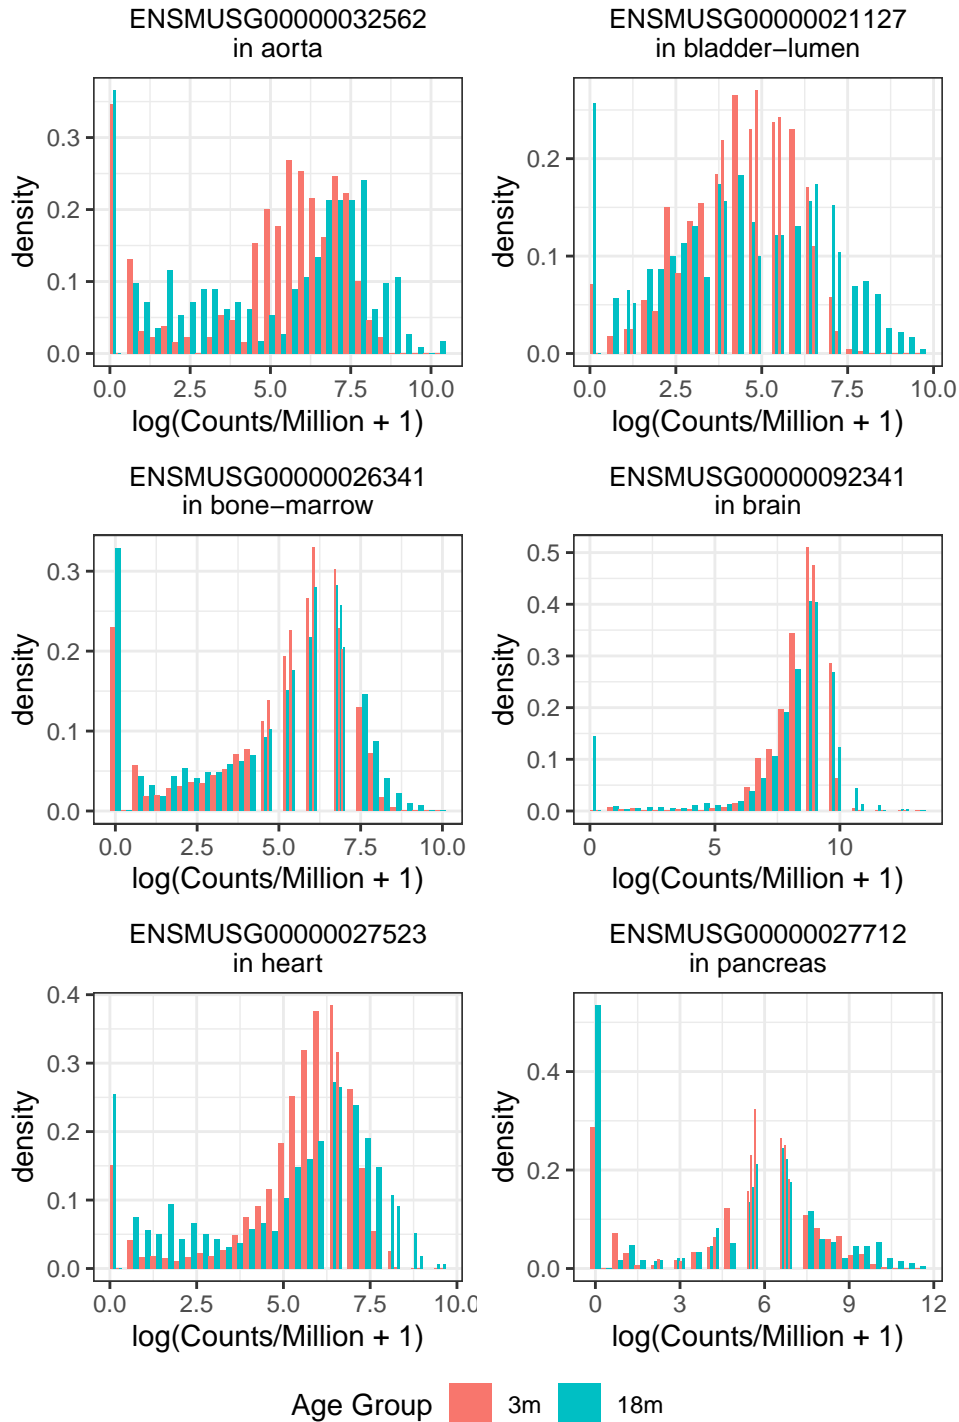 ENSMUSG00000032562
in aorta
0.3
0.2
0.1
0.0
density
0.0 2.5 5.0 7.5 10.0
log(Counts/Million + 1)
ENSMUSG00000021127
in bladder−lumen
0.2
0.1
0.0
density
0.0 2.5 5.0 7.5 10.0
log(Counts/Million + 1)
ENSMUSG00000026341
in bone−marrow
0.3
0.2
0.1
0.0
density
0.0 2.5 5.0 7.5 10.0
log(Counts/Million + 1)
ENSMUSG00000092341
in brain
0.5
0.4
0.3
0.2
0.1
0.0
density
0 5 10
log(Counts/Million + 1)
ENSMUSG00000027523
in heart
0.4
0.3
0.2
0.1
0.0
density
0.0 2.5 5.0 7.5 10.0
log(Counts/Million + 1)
ENSMUSG00000027712
in pancreas
0.4
0.2
0.0
density
0 3 6 9 12
log(Counts/Million + 1)
Age Group 3m 18m